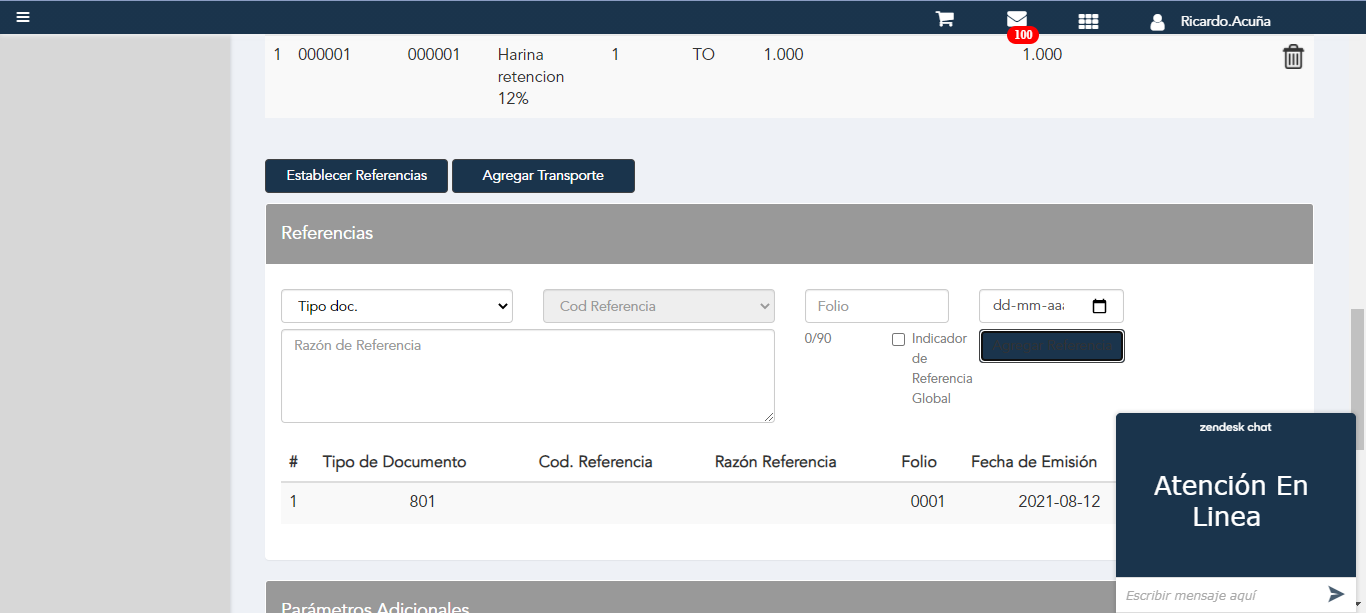 Ricardo.Acuña
100
1 000001 000001 Harina 1 TO 1.000 1.000
retencion
12%
Establecer Referencias Agregar Transporte
Referencias
Tipo doc. Cod Referencia Folio dd-mm-aaa
Razón de Referencia 0/90 Indicador
de
Referencia
Global
zendesk chat
# Tipo de Documento Cod. Referencia Razón Referencia Folio Fecha de Emisión
Atención En
Linea
1 801 0001 2021-08-12
Escribir mensaje aquí
Parámetros Adicionales